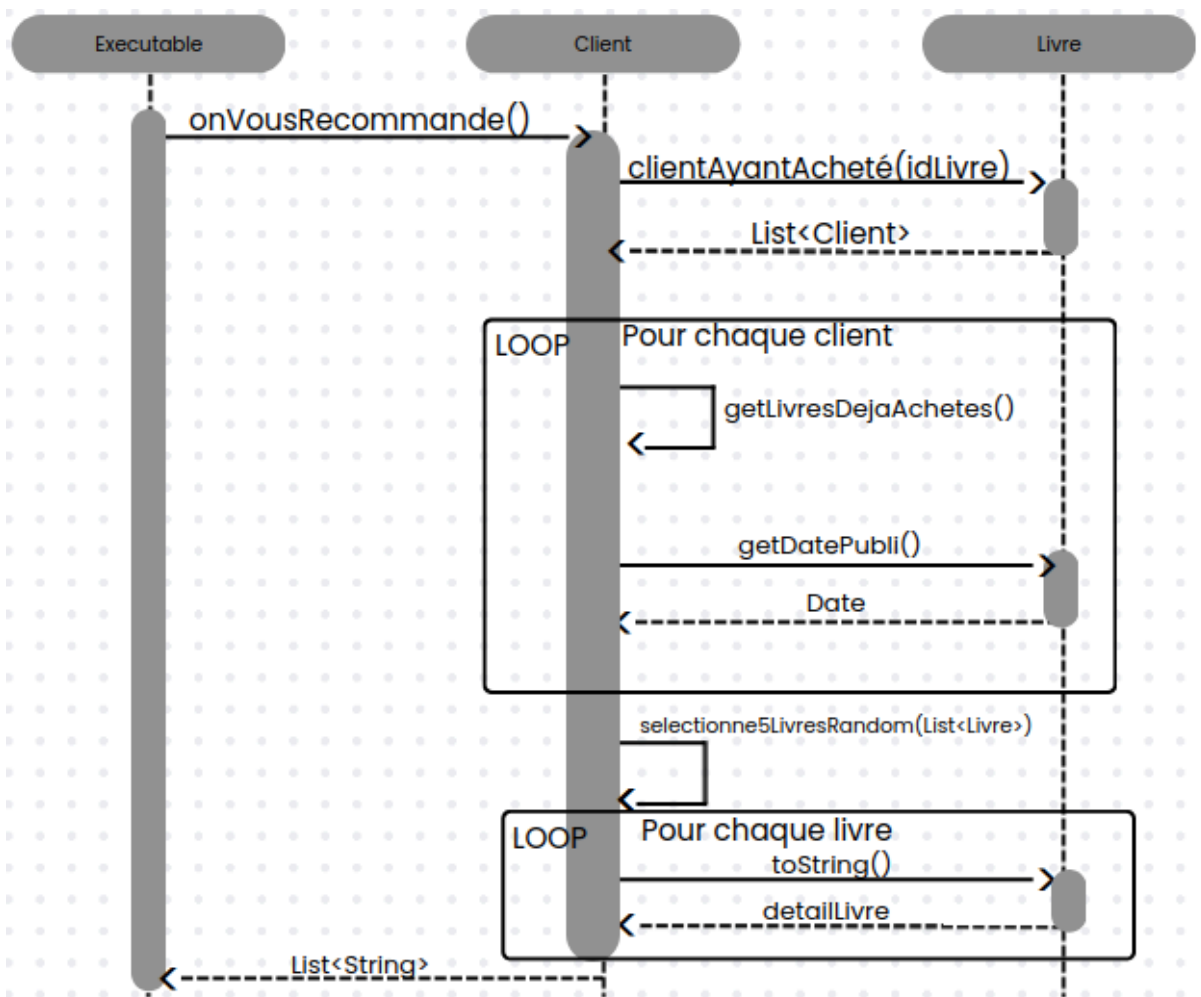 Executable
Client
Livre
onVousRecommande()
clientAyantAcheté(idLivre)
List<Client>
LOOP
Pour chaque client
getLivresDejaAchetes()
getDatePubli()
Date
selectionne5LivresRandom(List<Livre>)
LOOP
Pour chaque livre
toString()
detailLivre
List<String>